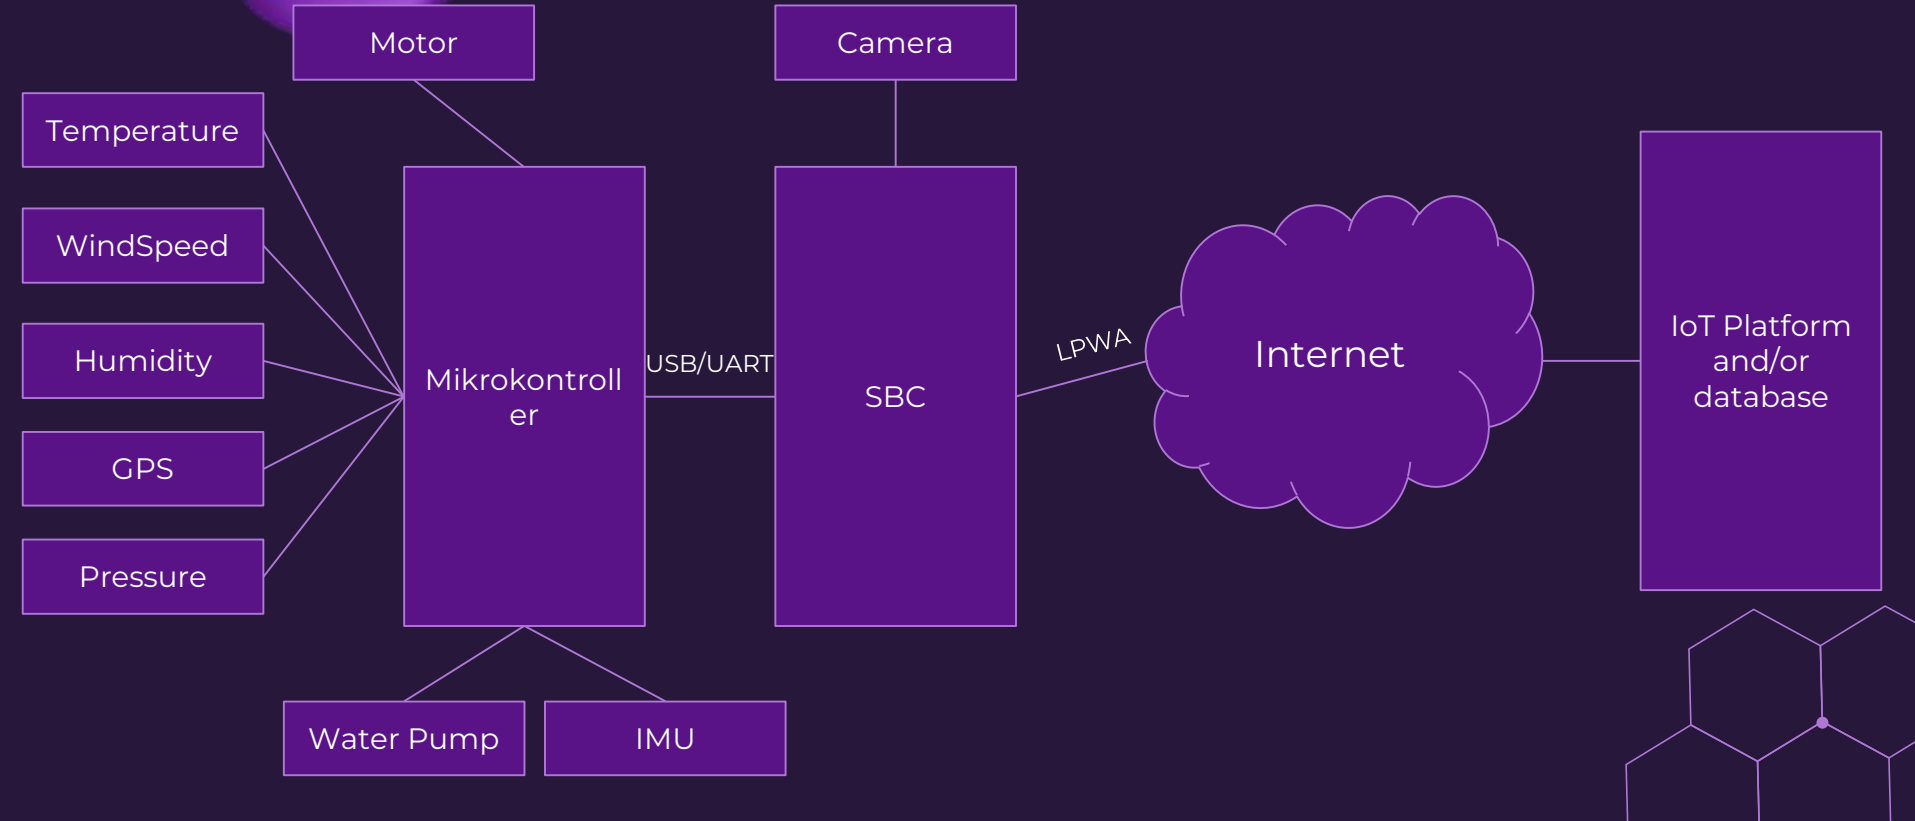 Motor
Camera
Temperature
WindSpeed
Humidity
GPS
Pressure
Mikrokontroll
er
USB/UART
SBC
LPWA
Internet
IoT Platform
and/or
database
Water Pump
IMU